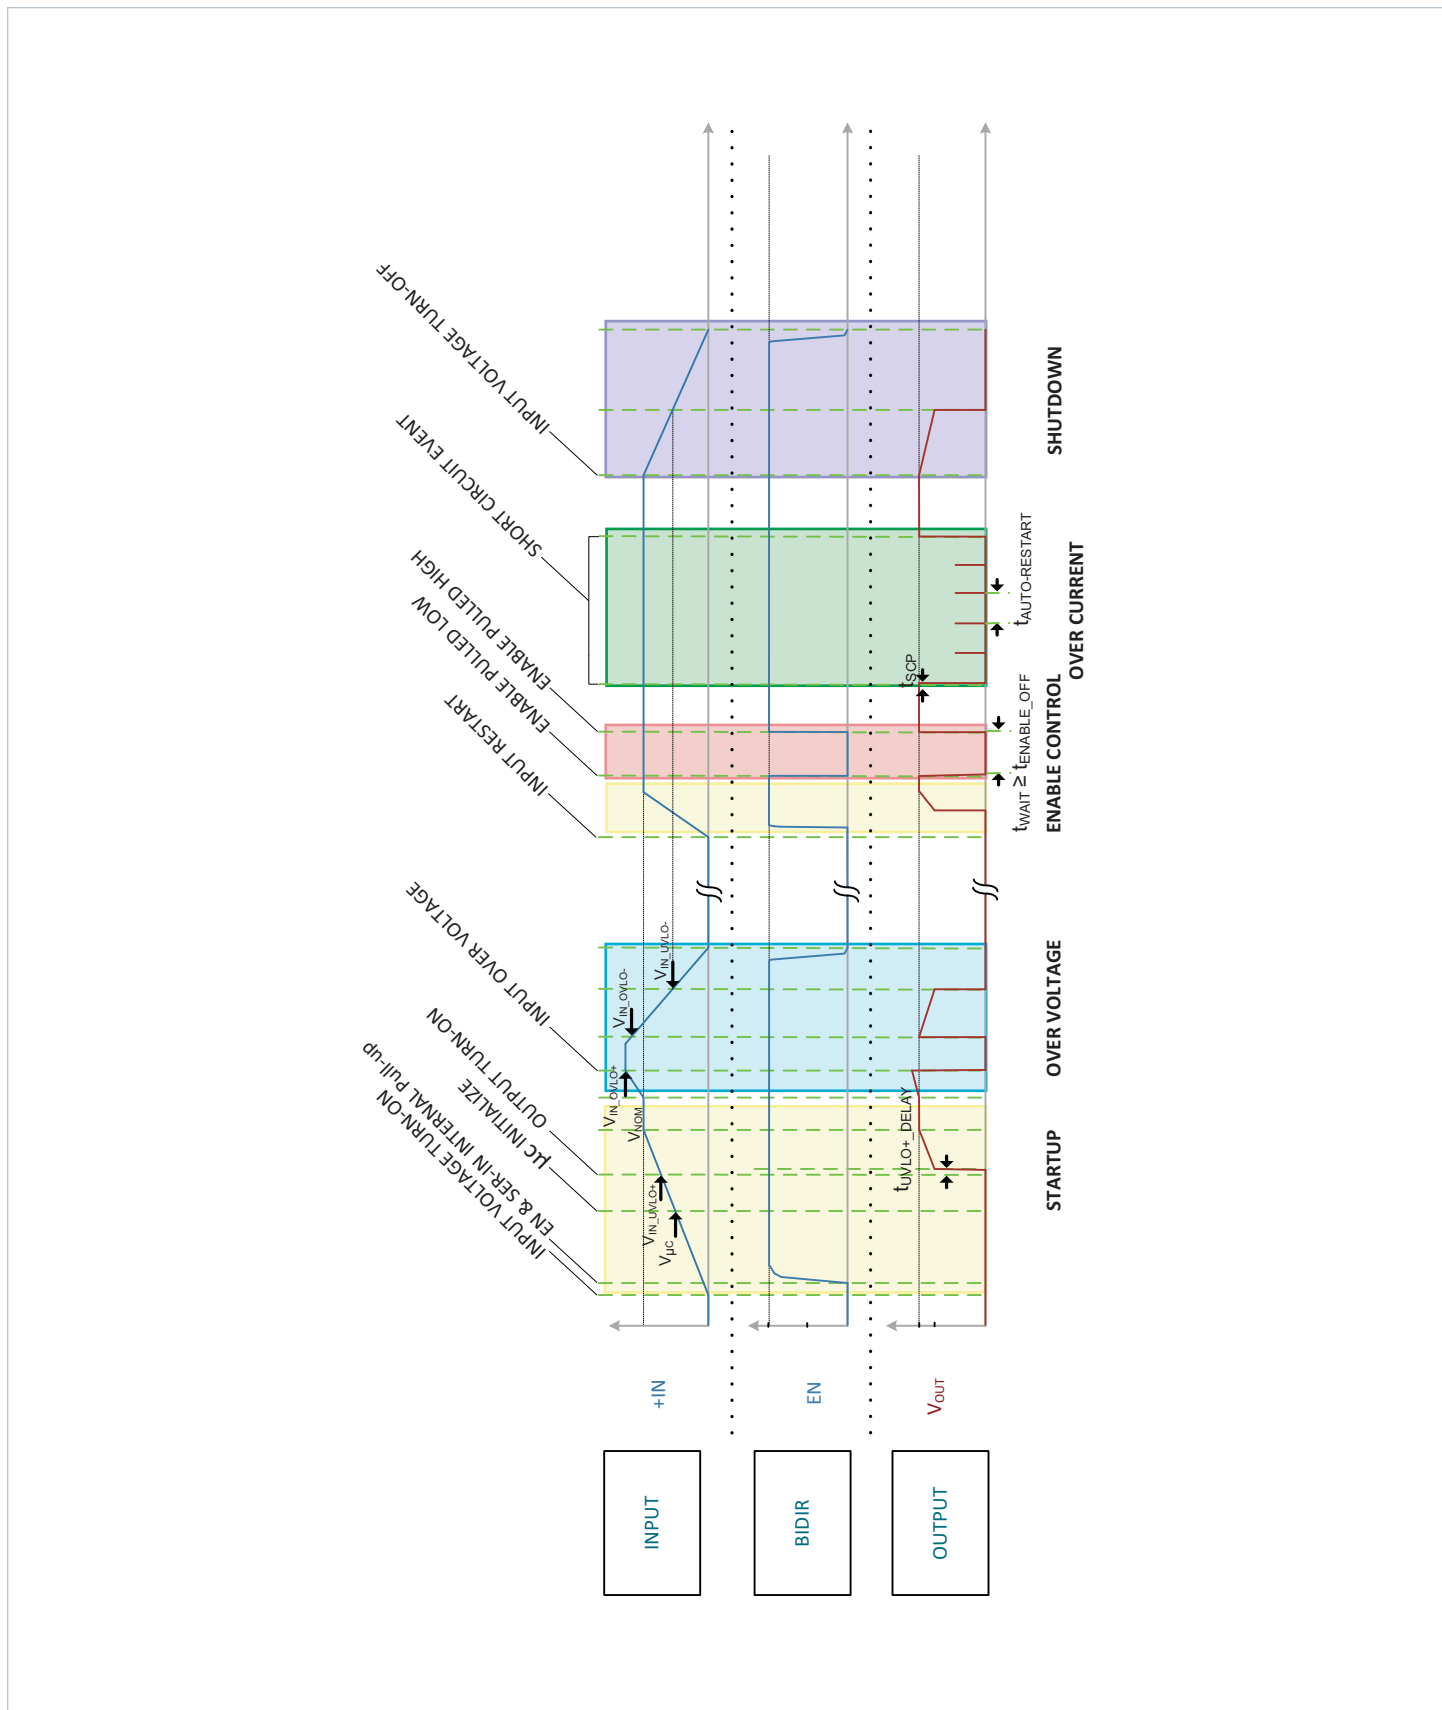 INPUT VOLTAGE TURN-ON
EN & SER-IN INTERNAL Pull-up
µC INITIALIZE
OUTPUT TURN-ON
INPUT OVER VOLTAGE
INPUT RESTART
ENABLE PULLED LOW
ENABLE PULLED HIGH
SHORT CIRCUIT EVENT
INPUT VOLTAGE TURN-OFF
INPUT
+IN
VµC
VIN_UVLO+
VNOM
VIN_OVLO+
VIN_OVLO-
VIN_UVLO-
BIDIR
EN
OUTPUT
VOUT
tUVLO+_DELAY
tSCP
tWAIT ≥ tENABLE_OFF
tAUTO-RESTART
STARTUP
OVER VOLTAGE
ENABLE CONTROL
OVER CURRENT
SHUTDOWN